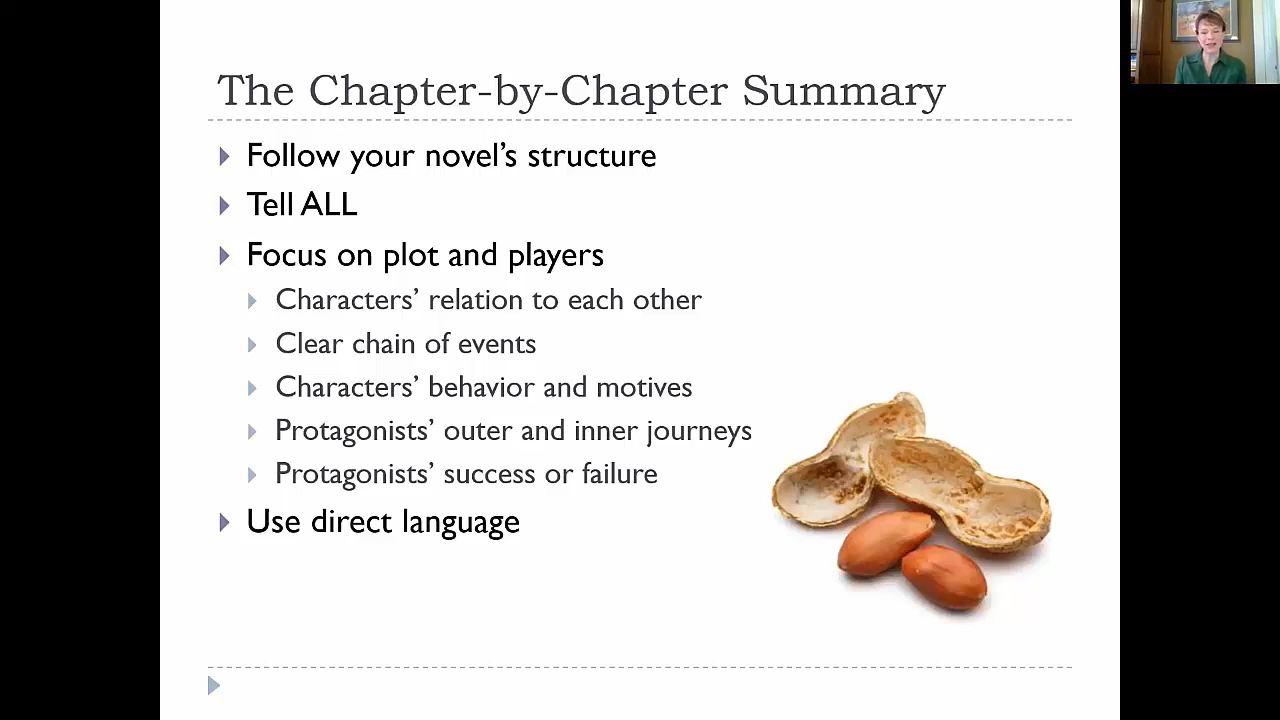 The Chapter-by-Chapter Summary
Follow your novel’s structure
Tell ALL
Focus on plot and players
Characters’ relation to each other
Clear chain of events
Characters’ behavior and motives
Protagonists’ outer and inner journeys
Protagonists’ success or failure
Use direct language